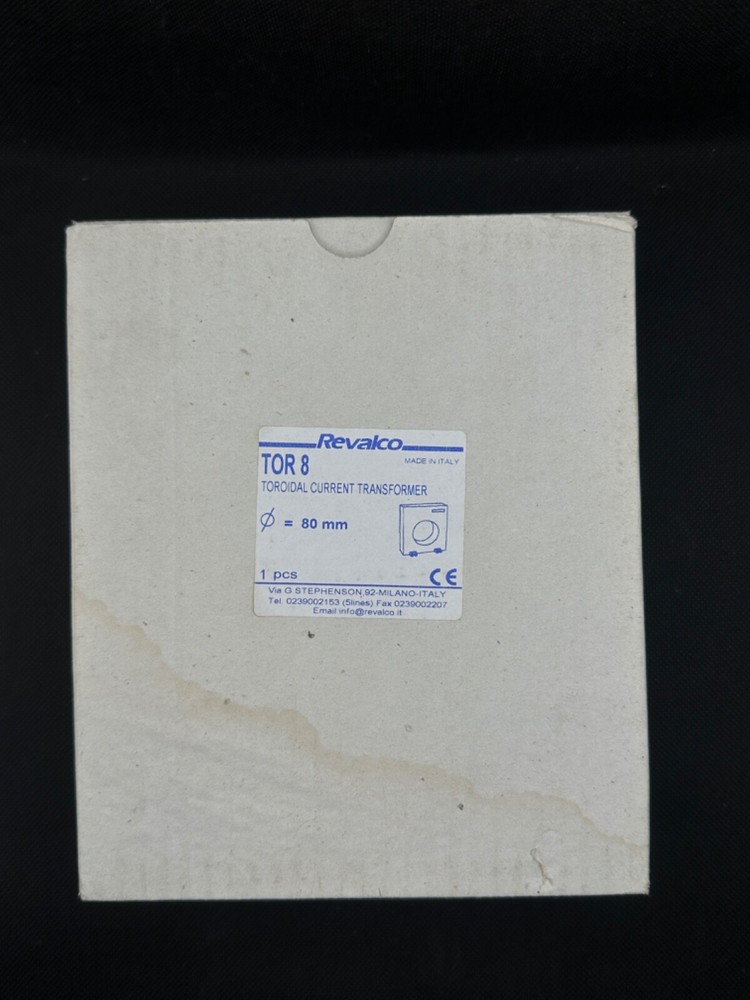 Revalco
TOR 8
MADE IN ITALY
TOROIDAL CURRENT TRANSFORMER
Ø = 80 mm
1 pcs
CE
Via G.STEPHENSON,92-MILANO-ITALY
Tel. 0239002153 (5lines) Fax 0239002207
Email info@revalco.it